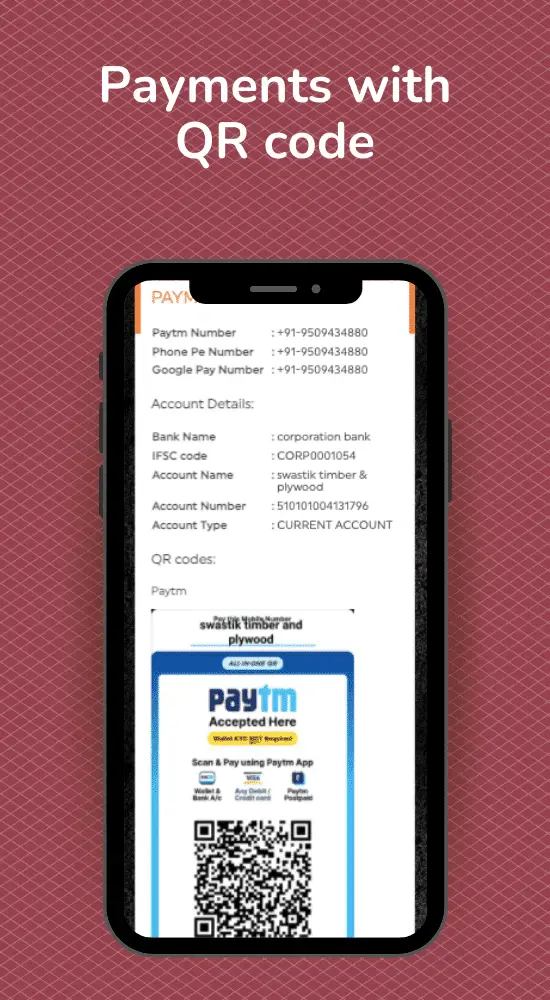 Payments with
QR code
PAYM
Paytm Number : +91-9509434880
Phone Pe Number : +91-9509434880
Google Pay Number : +91-9509434880
Account Details:
Bank Name : corporation bank
IFSC code : CORP0001054
Account Name : swastik timber &
plywood
Account Number : 510101004131796
Account Type : CURRENT ACCOUNT
QR codes:
Paytm
Pay this Mobile Number
swastik timber and
plywood
ALL-IN-ONE QR
paytm
Accepted Here
Wallet KYC NOT Required
Scan & Pay using Paytm App
Wallet & Any Debit / Paytm
Bank A/c Credit card Postpaid